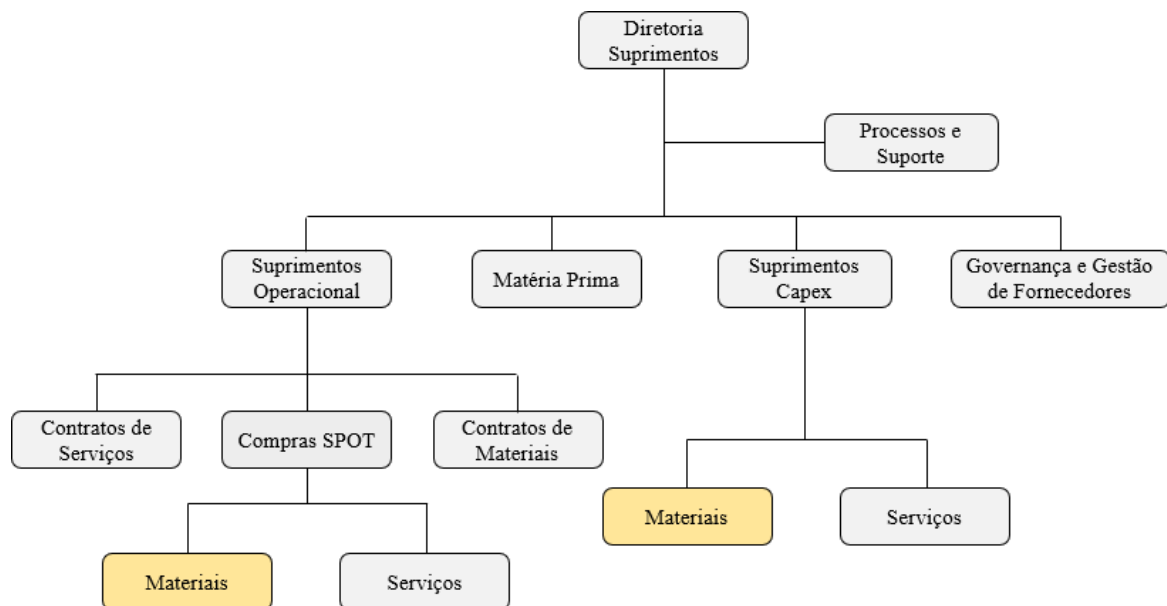 Diretoria
Suprimentos
Processos e
Suporte
Suprimentos
Operacional
Matéria Prima
Suprimentos
Capex
Governança e Gestão
de Fornecedores
Contratos de
Serviços
Compras SPOT
Contratos de
Materiais
Materiais
Serviços
Materiais
Serviços